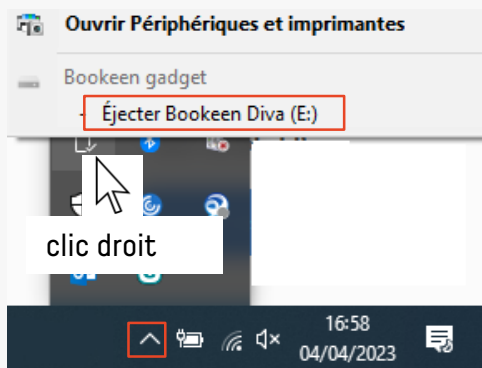 Ouvrir Périphériques et imprimantes
Bookeen gadget
- Éjecter Bookeen Diva (E:)
clic droit
16:58
04/04/2023